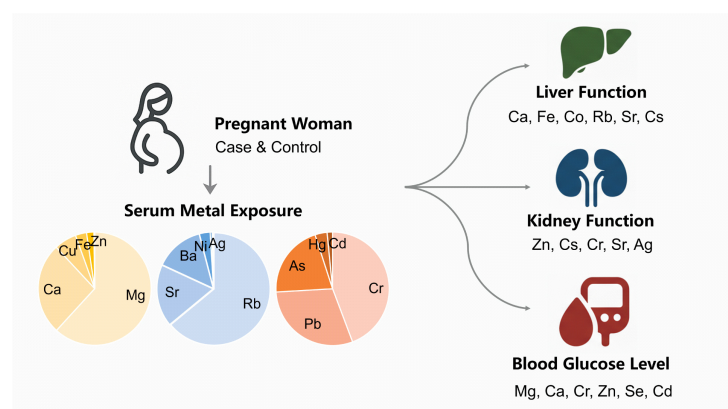 Pregnant Woman
Case & Control
Serum Metal Exposure
Cu Fe Zn
Ca
Mg
Ba Ni Ag
Sr
Rb
Hg Cd
As
Cr
Pb
Liver Function
Ca, Fe, Co, Rb, Sr, Cs
Kidney Function
Zn, Cs, Cr, Sr, Ag
Blood Glucose Level
Mg, Ca, Cr, Zn, Se, Cd